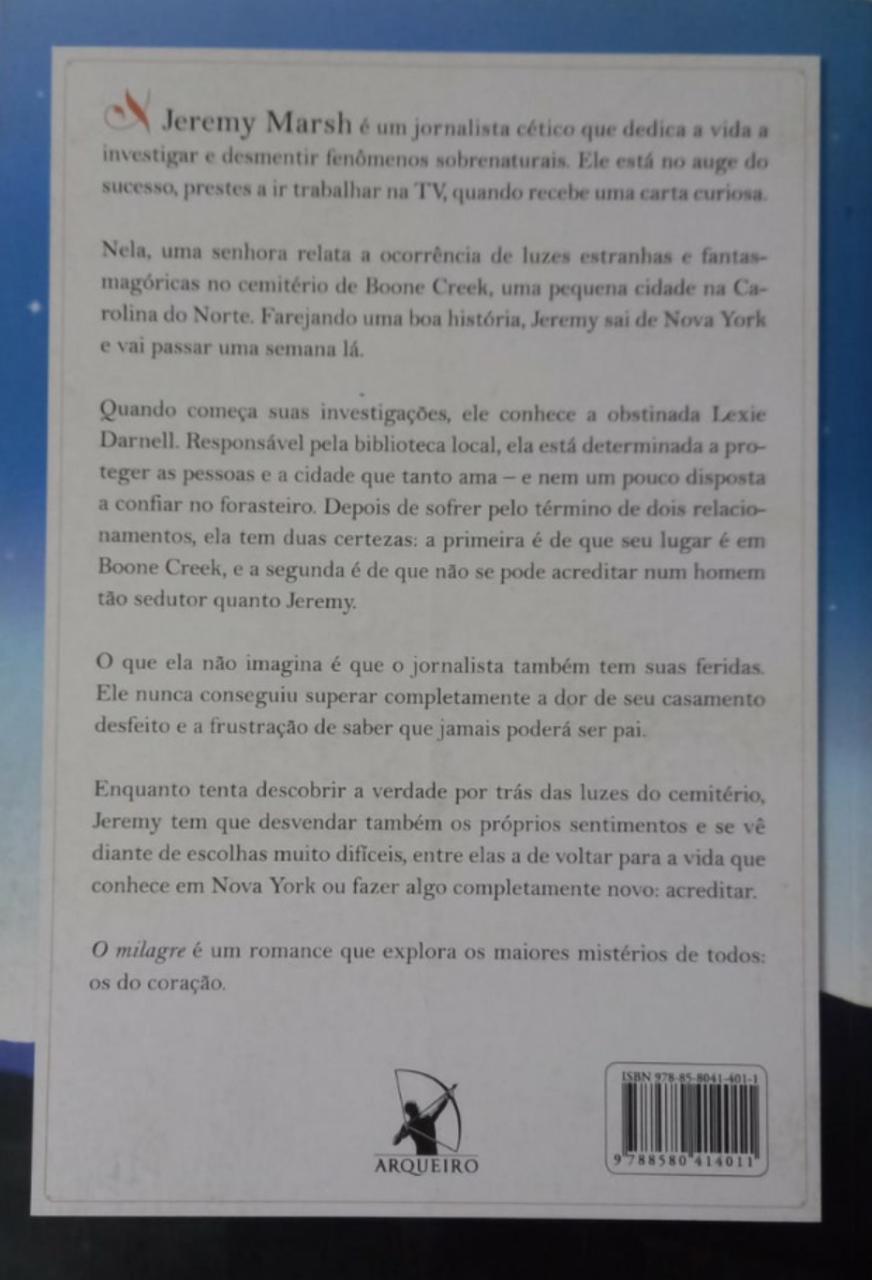 Jeremy Marsh é um jornalista cético que dedica a vida a
investigar e desmentir fenômenos sobrenaturais. Ele está no auge do
sucesso, prestes a ir trabalhar na TV, quando recebe uma carta curiosa.
Nela, uma senhora relata a ocorrência de luzes estranhas e fantas-
magóricas no cemitério de Boone Creek, uma pequena cidade na Ca-
rolina do Norte. Farejando uma boa história, Jeremy sai de Nova York
e vai passar uma semana lá.
Quando começa suas investigações, ele conhece a obstinada Lexie
Darnell. Responsável pela biblioteca local, ela está determinada a pro-
teger as pessoas e a cidade que tanto ama – e nem um pouco disposta
a confiar no forasteiro. Depois de sofrer pelo término de dois relacio-
namentos, ela tem duas certezas: a primeira é de que seu lugar é em
Boone Creek, e a segunda é de que não se pode acreditar num homem
tão sedutor quanto Jeremy.
O que ela não imagina é que o jornalista também tem suas feridas.
Ele nunca conseguiu superar completamente a dor de seu casamento
desfeito e a frustração de saber que jamais poderá ser pai.
Enquanto tenta descobrir a verdade por trás das luzes do cemitério,
Jeremy tem que desvendar também os próprios sentimentos e se vê
diante de escolhas muito difíceis, entre elas a de voltar para a vida que
conhece em Nova York ou fazer algo completamente novo: acreditar.
O milagre é um romance que explora os maiores mistérios de todos:
os do coração.
ARQUEIRO
ISBN 978-85-8041-401-1
9 788580 414011